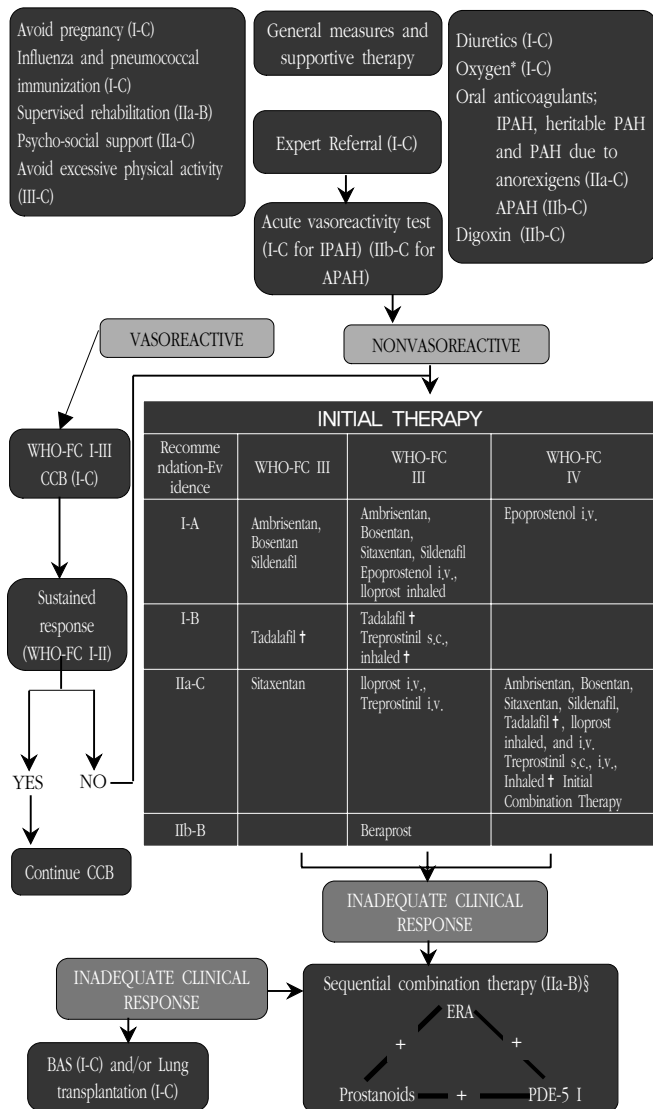 Avoid pregnancy (I-C)
Influenza and pneumococcal
immunization (I-C)
Supervised rehabilitation (IIa-B)
Psycho-social support (IIa-C)
Avoid excessive physical activity
(III-C)
General measures and
supportive therapy
Diuretics (I-C)
Oxygen* (I-C)
Oral anticoagulants;
IPAH, heritable PAH
and PAH due to
anorexigens (IIa-C)
APAH (IIb-C)
Digoxin (IIb-C)
Expert Referral (I-C)
Acute vasoreactivity test
(I-C for IPAH) (IIb-C for
APAH)
VASOREACTIVE
NONVASOREACTIVE
WHO-FC I-III
CCB (I-C)
Sustained
response
(WHO-FC I-II)
YES
NO
Continue CCB
INITIAL THERAPY
Recomme
ndation-Ev
idence
WHO-FC III
WHO-FC
III
WHO-FC
IV
I-A
Ambrisentan,
Bosentan
Sildenafil
Ambrisentan,
Bosentan,
Sitaxentan, Sildenafil
Epoprostenol i.v.,
lloprost inhaled
Epoprostenol i.v.
I-B
Tadalafil †
Tadalafil †
Treprostinil s.c.,
inhaled †
IIa-C
Sitaxentan
lloprost i.v.,
Treprostinil i.v.
Ambrisentan, Bosentan,
Sitaxentan, Sildenafil,
Tadalafil †, lloprost
inhaled, and i.v.
Treprostinil s.c., i.v.,
Inhaled † Initial
Combination Therapy
IIb-B
Beraprost
INADEQUATE CLINICAL
RESPONSE
INADEQUATE CLINICAL
RESPONSE
Sequential combination therapy (IIa-B)§
ERA
+ +
Prostanoids + PDE-5 I
BAS (I-C) and/or Lung
transplantation (I-C)